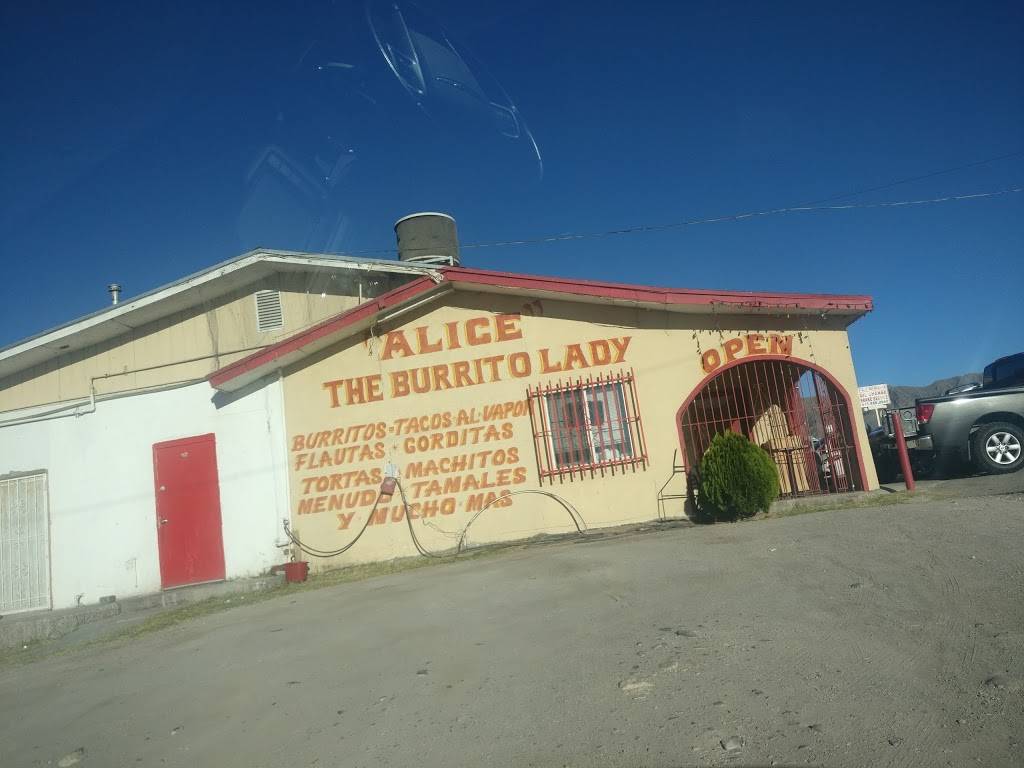 "ALICE"
THE BURRITO LADY
OPEN
BURRITOS-TACOS AL VAPOR
FLAUTAS GORDITAS
TORTAS MACHITOS
MENUDO TAMALES
Y MUCHO MAS